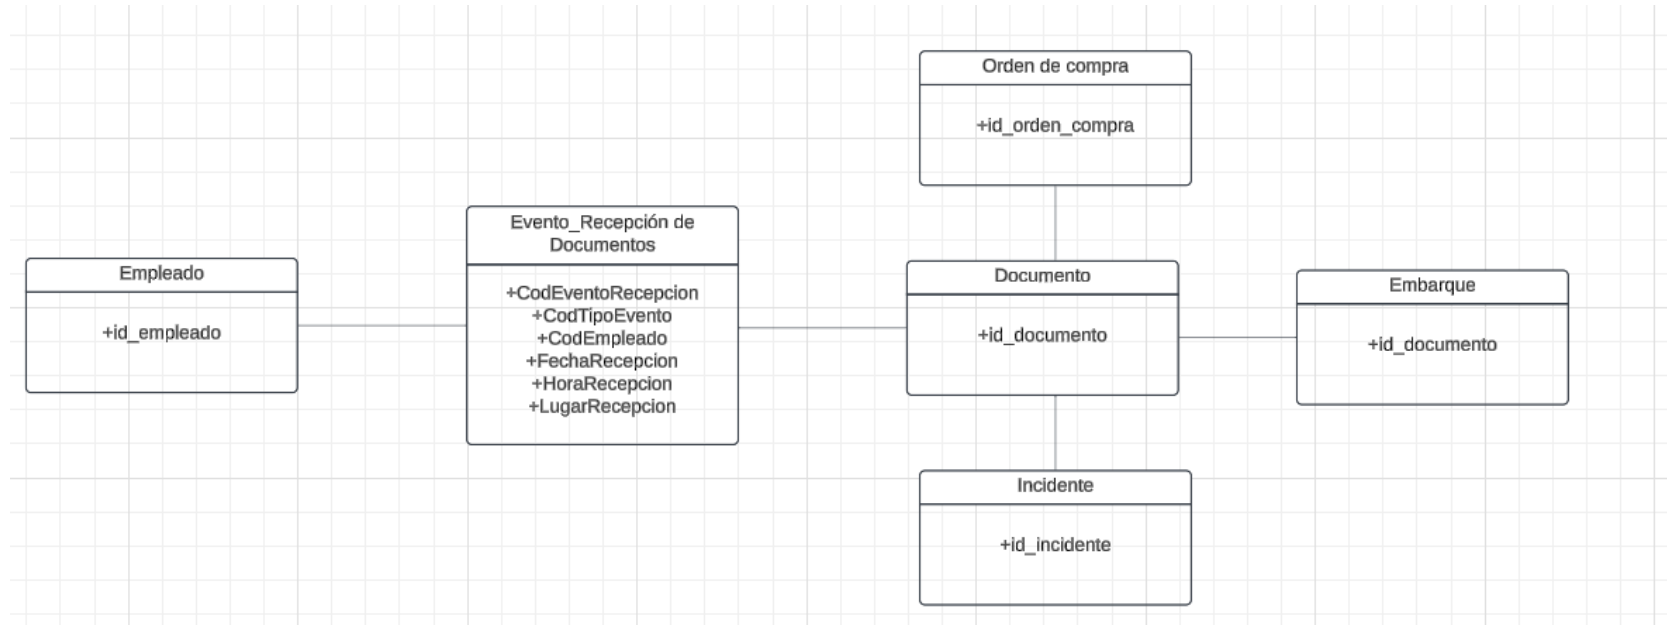 Orden de compra
+id_orden_compra
Evento_Recepción de
Documentos
+CodEventoRecepcion
+CodTipoEvento
+CodEmpleado
+FechaRecepcion
+HoraRecepcion
+LugarRecepcion
Empleado
+id_empleado
Documento
+id_documento
Embarque
+id_documento
Incidente
+id_incidente